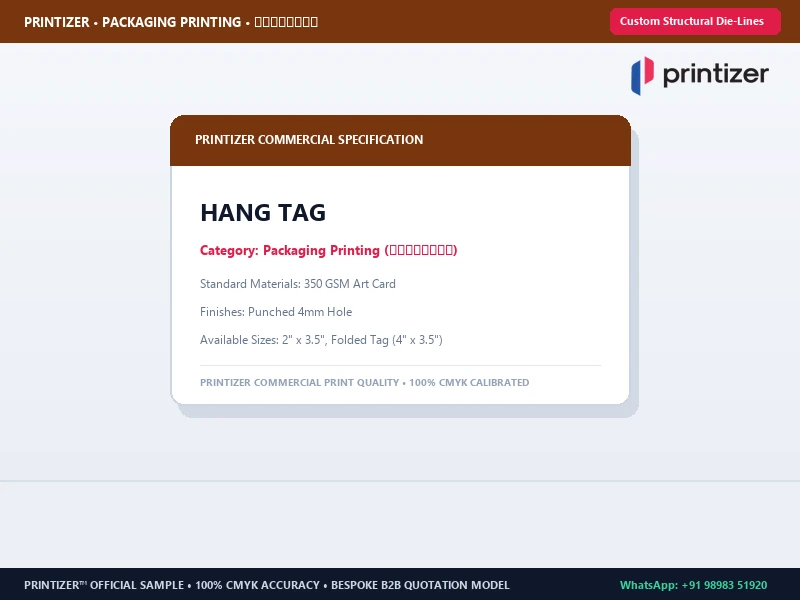 PRINTIZER • PACKAGING PRINTING •
Custom Structural Die-Lines
printizer
PRINTIZER COMMERCIAL SPECIFICATION
HANG TAG
Category: Packaging Printing ()
Standard Materials: 350 GSM Art Card
Finishes: Punched 4mm Hole
Available Sizes: 2" x 3.5", Folded Tag (4" x 3.5")
PRINTIZER COMMERCIAL PRINT QUALITY • 100% CMYK CALIBRATED
PRINTIZER™ OFFICIAL SAMPLE • 100% CMYK ACCURACY • BESPOKE B2B QUOTATION MODEL
WhatsApp: +91 98983 51920